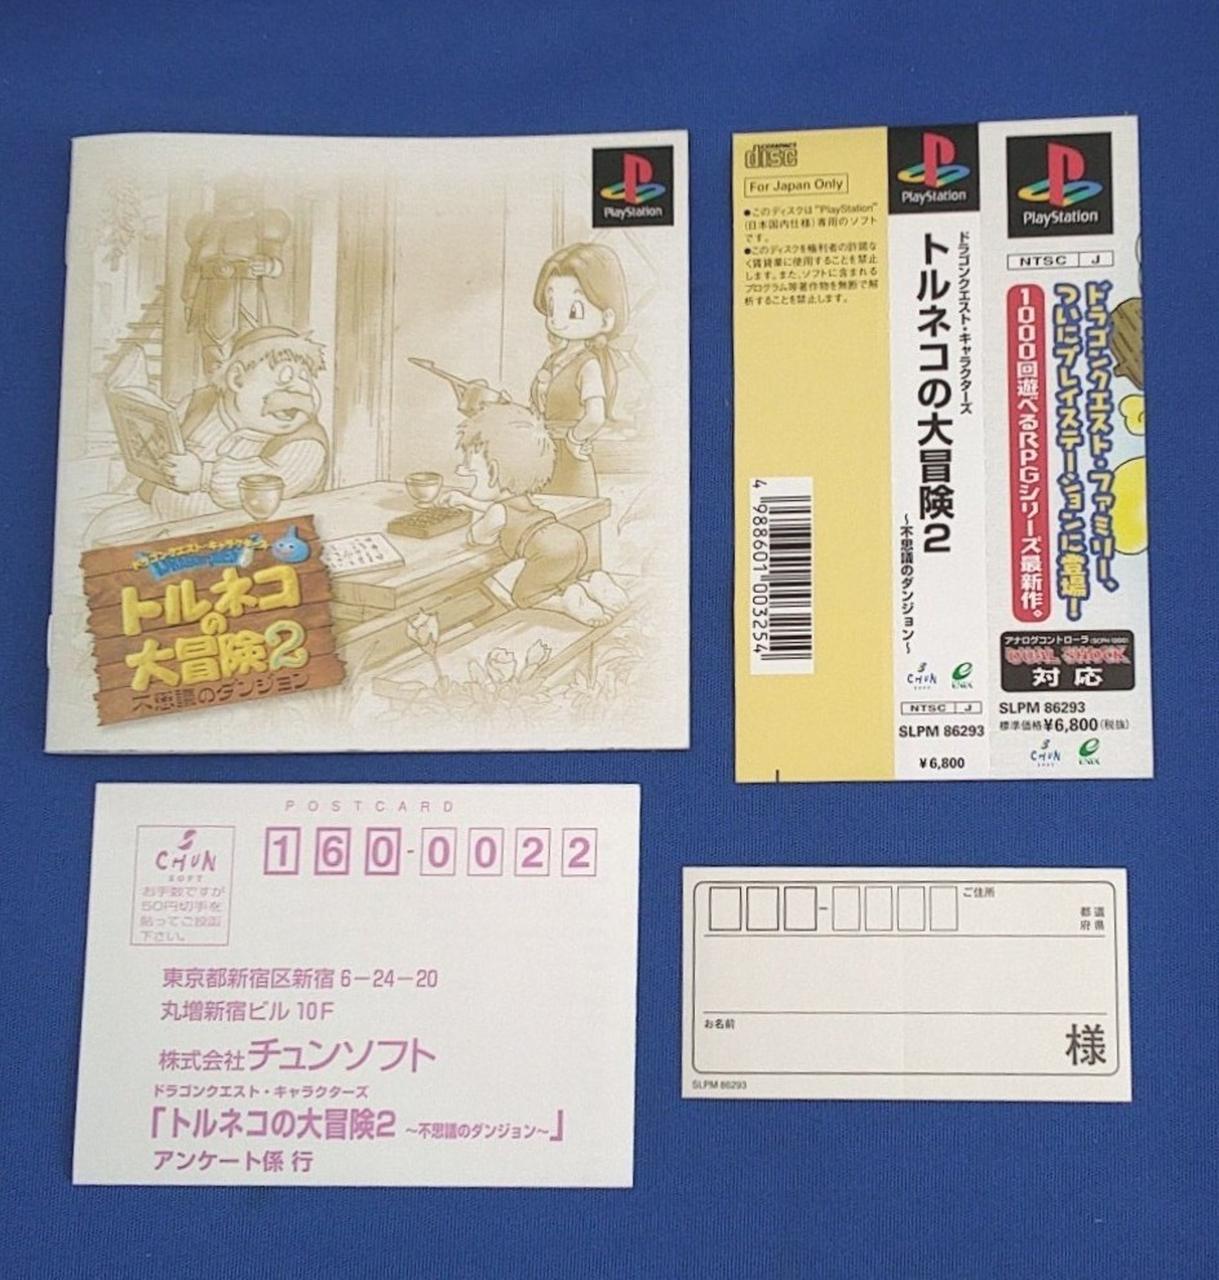 PlayStation
ドラゴンクエスト・キャラクターズ
トルネコ
の
大冒険2
不思議のダンジョン
COMPACT
disc
For Japan Only
●このディスクは"PlayStation"
(日本国内仕様)専用のソフト
です。
●このディスクを権利者の許諾な
く賃貸業に使用することを禁止
します。また、ソフトに含まれる
プログラム等著作物を無断で解
析することを禁止します。
4 988601 003254
PlayStation
ドラゴンクエスト・キャラクターズ
トルネコの大冒険2
~不思議のダンジョン~
CHUN
SOFT
ENIX
NTSC J
SLPM 86293
¥6,800
PlayStation
NTSC J
ドラゴンクエスト・ファミリー、
ついにプレイステーションに登場!
1000回遊べるRPGシリーズ最新作。
アナログコントローラ(SCPH-1200)
DUAL SHOCK
対応
SLPM 86293
標準価格¥6,800(税抜)
CHUN
ENIX
POSTCARD
CHUN
SOFT
お手数ですが
50円切手を
貼ってご投函
下さい。
160-0022
東京都新宿区新宿6-24-20
丸増新宿ビル10F
株式会社チュンソフト
ドラゴンクエスト・キャラクターズ
「トルネコの大冒険2 ~不思議のダンジョン~」
アンケート係 行
ご住所
都道
府県
お名前
様
SLPM 86293